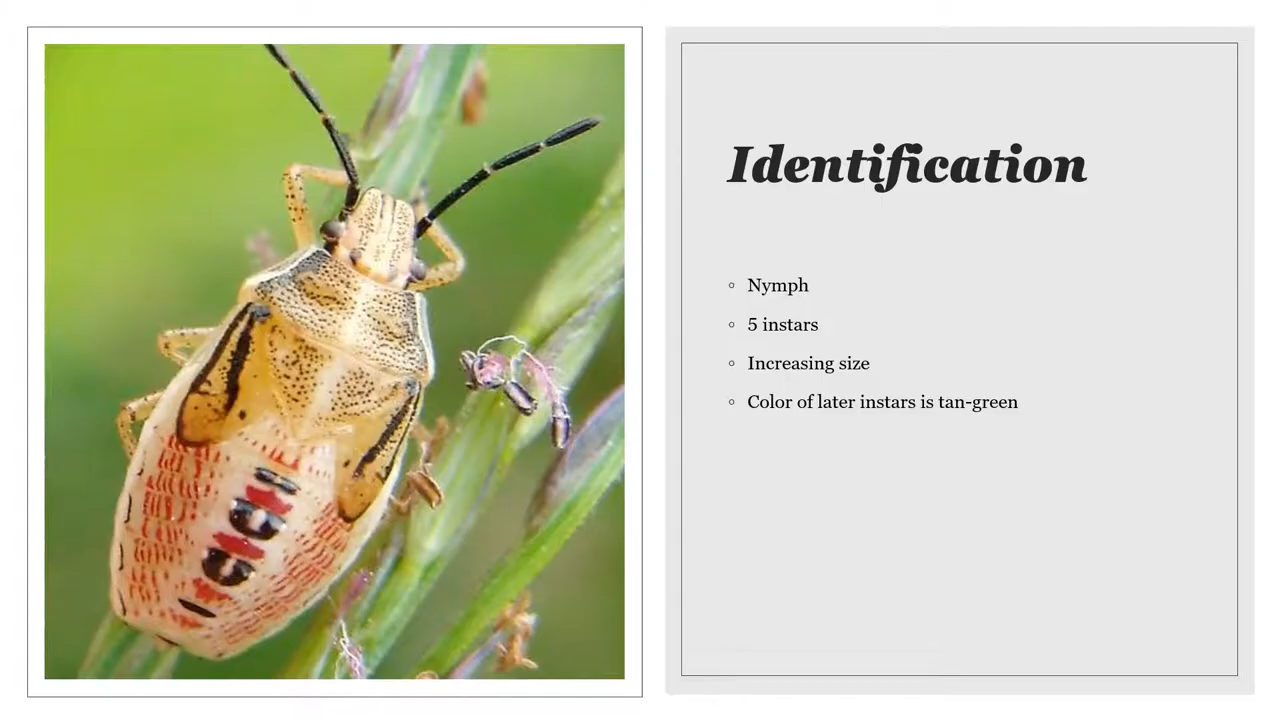 Identification
Nymph
5 instars
Increasing size
Color of later instars is tan-green